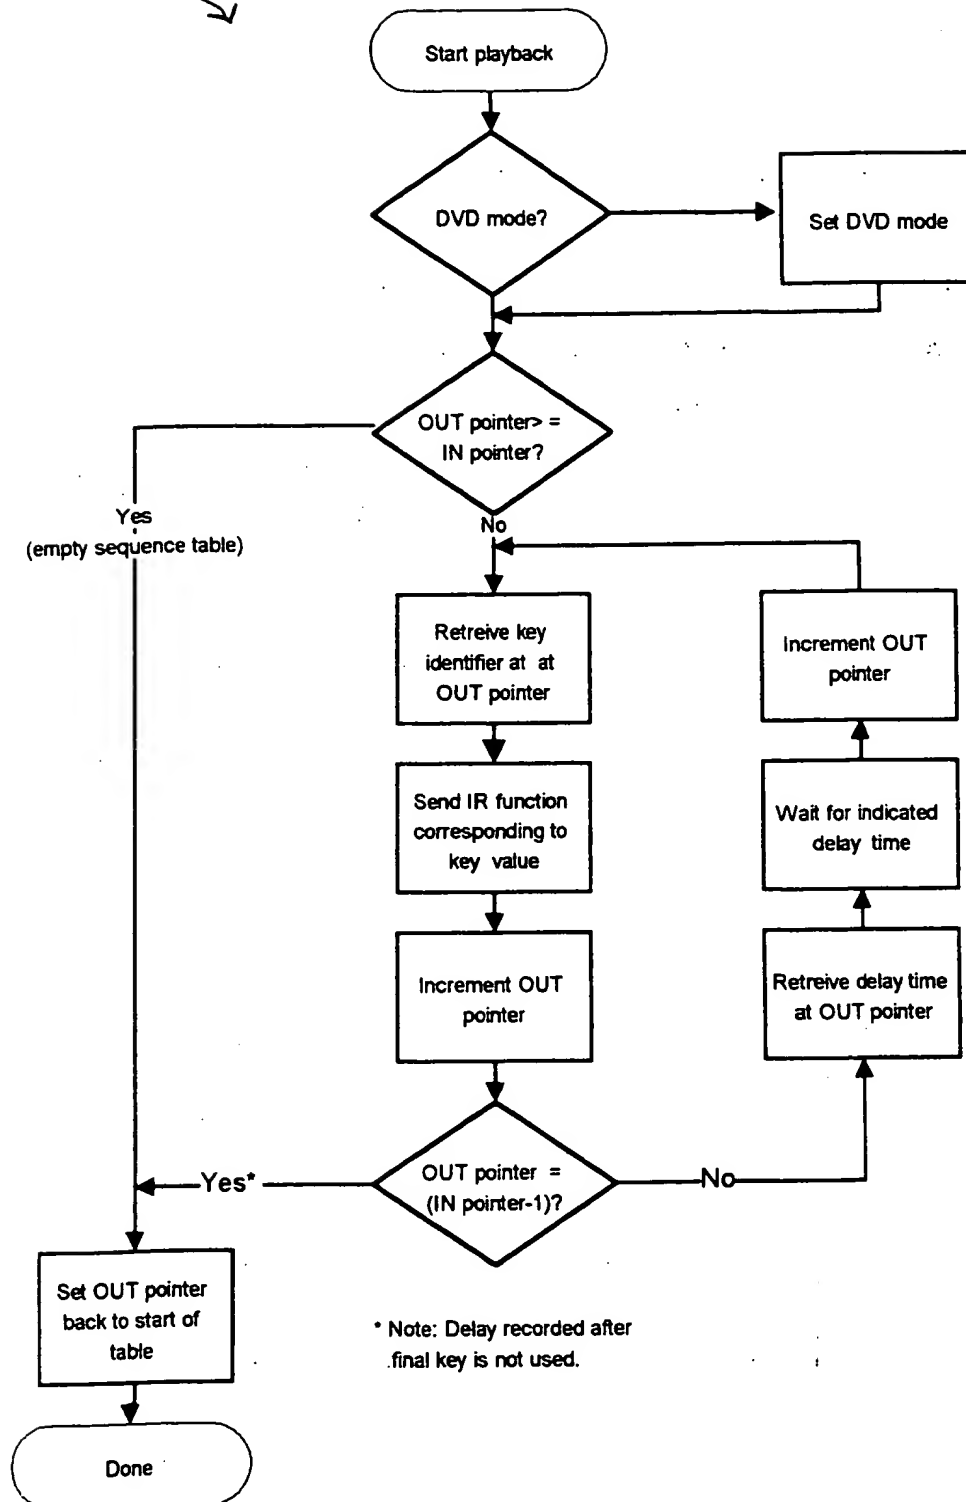 Start playback
DVD mode?
Set DVD mode
OUT pointer> =
IN pointer?
Yes
(empty sequence table)
No
Retreive key
identifier at at
OUT pointer
Increment OUT
pointer
Send IR function
corresponding to
key value
Wait for indicated
delay time
Increment OUT
pointer
Retreive delay time
at OUT pointer
OUT pointer =
(IN pointer-1)?
Yes*
No
Set OUT pointer
back to start of
table
* Note: Delay recorded after
final key is not used.
Done